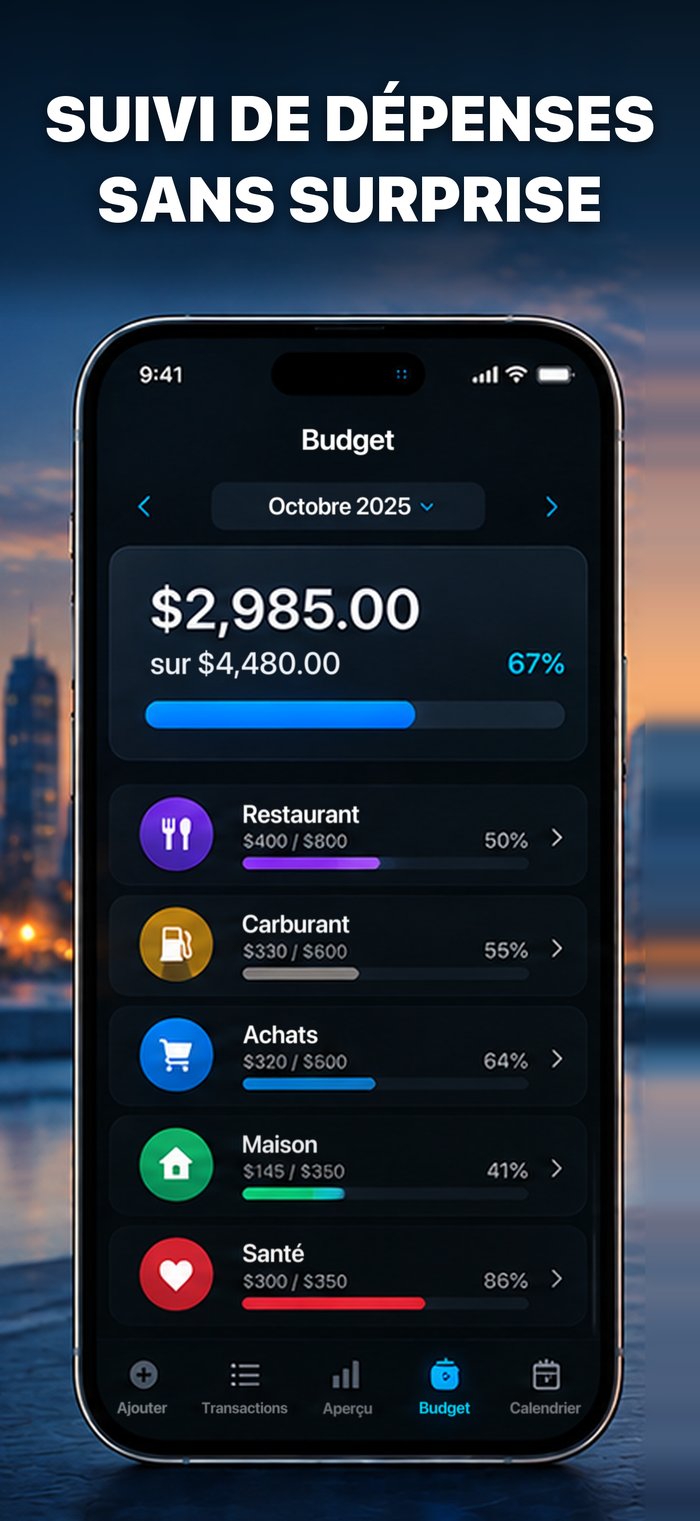 SUIVI DE DÉPENSES
SANS SURPRISE
9:41
Budget
Octobre 2025
$2,985.00
sur $4,480.00
67%
Restaurant
$400 / $800
50%
Carburant
$330 / $600
55%
Achats
$320 / $600
64%
Maison
$145 / $350
41%
Santé
$300 / $350
86%
Ajouter
Transactions
Aperçu
Budget
Calendrier